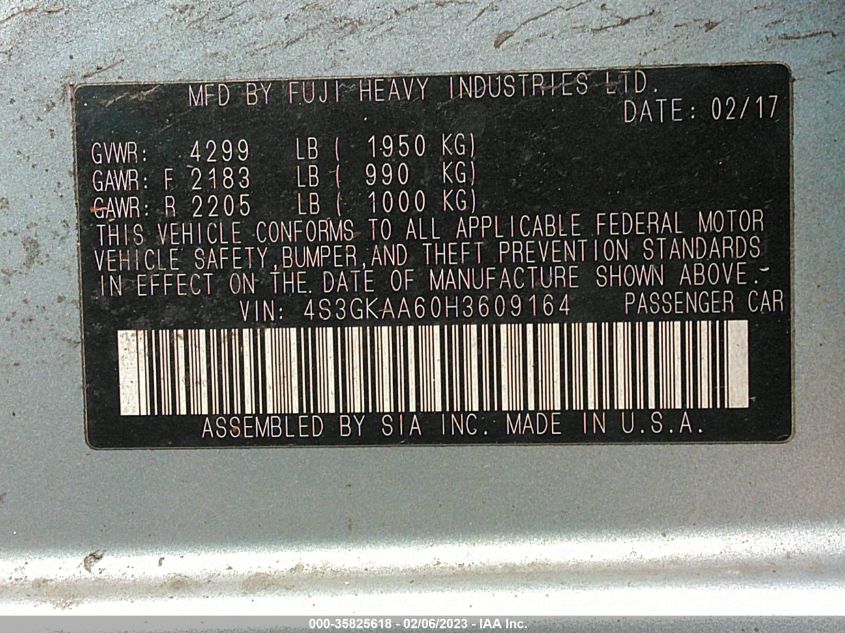 MFD BY FUJI HEAVY INDUSTRIES LTD.
DATE: 02/17
GVWR: 4299 LB ( 1950 KG)
GAWR: F 2183 LB ( 990 KG)
GAWR: R 2205 LB ( 1000 KG)
THIS VEHICLE CONFORMS TO ALL APPLICABLE FEDERAL MOTOR
VEHICLE SAFETY, BUMPER, AND THEFT PREVENTION STANDARDS
IN EFFECT ON THE DATE OF MANUFACTURE SHOWN ABOVE.
VIN: 4S3GKAA60H3609164 PASSENGER CAR
ASSEMBLED BY SIA INC. MADE IN U.S.A.
000-35825618 - 02/06/2023 - IAA Inc.